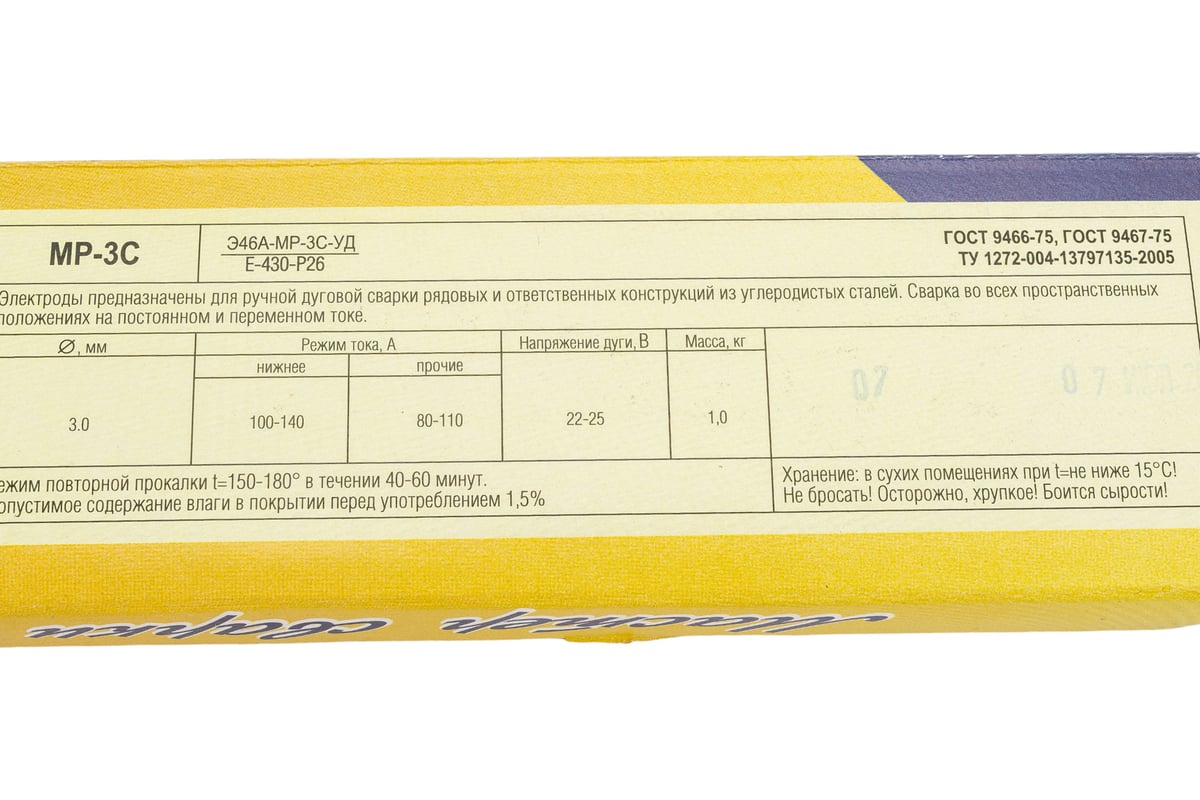 МР-3С
Э46А-МР-3С-УД
Е-430-Р26
ГОСТ 9466-75, ГОСТ 9467-75
ТУ 1272-004-13797135-2005
Электроды предназначены для ручной дуговой сварки рядовых и ответственных конструкций из углеродистых сталей. Сварка во всех пространственных
положениях на постоянном и переменном токе.
Ø, мм
Режим тока, А
Напряжение дуги, В
Масса, кг
нижнее
прочие
3.0
100-140
80-110
22-25
1,0
07
0 7
ежим повторной прокалки t=150-180° в течении 40-60 минут.
опустимое содержание влаги в покрытии перед употреблением 1,5%
Хранение: в сухих помещениях при t=не ниже 15°С!
Не бросать! Осторожно, хрупкое! Боится сырости!
Мастер сварки